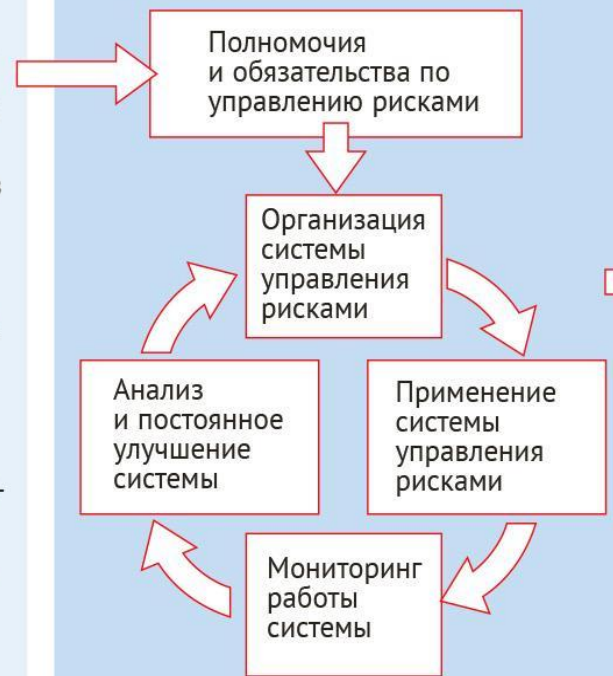 Полномочия
и обязательства по
управлению рисками
Организация
системы
управления
рисками
Применение
системы
управления
рисками
Мониторинг
работы
системы
Анализ
и постоянное
улучшение
системы